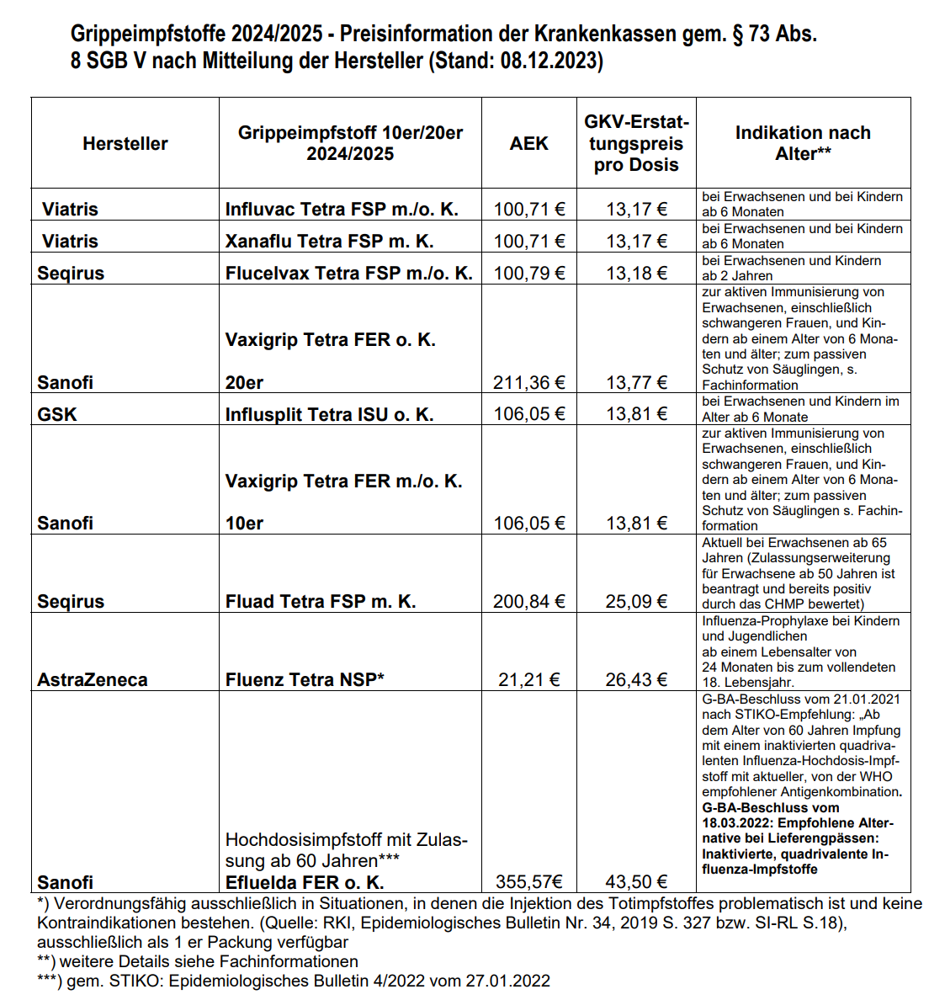 Grippeimpfstoffe 2024/2025 - Preisinformation der Krankenkassen gem. § 73 Abs.
8 SGB V nach Mitteilung der Hersteller (Stand: 08.12.2023)
Hersteller
Grippeimpfstoff 10er/20er
2024/2025
AEK
GKV-Erstat-
tungspreis
pro Dosis
Indikation nach
Alter**
Viatris
Influvac Tetra FSP m./o. K.
100,71 €
13,17 €
bei Erwachsenen und bei Kindern
ab 6 Monaten
Viatris
Xanaflu Tetra FSP m. K.
100,71 €
13,17 €
bei Erwachsenen und bei Kindern
ab 6 Monaten
Seqirus
Flucelvax Tetra FSP m./o. K.
100,79 €
13,18 €
bei Erwachsenen und Kindern
ab 2 Jahren
Sanofi
Vaxigrip Tetra FER o. K.
20er
211,36 €
13,77 €
zur aktiven Immunisierung von
Erwachsenen, einschließlich
schwangeren Frauen, und Kin-
dern ab einem Alter von 6 Mona-
ten und älter; zum passiven
Schutz von Säuglingen, s.
Fachinformation
GSK
Influsplit Tetra ISU o. K.
106,05 €
13,81 €
bei Erwachsenen und Kindern im
Alter ab 6 Monate
Sanofi
Vaxigrip Tetra FER m./o. K.
10er
106,05 €
13,81 €
zur aktiven Immunisierung von
Erwachsenen, einschließlich
schwangeren Frauen, und Kin-
dern ab einem Alter von 6 Mona-
ten und älter; zum passiven
Schutz von Säuglingen s. Fachin-
formation
Seqirus
Fluad Tetra FSP m. K.
200,84 €
25,09 €
Aktuell bei Erwachsenen ab 65
Jahren (Zulassungserweiterung
für Erwachsene ab 50 Jahren ist
beantragt und bereits positiv
durch das CHMP bewertet)
AstraZeneca
Fluenz Tetra NSP*
21,21 €
26,43 €
Influenza-Prophylaxe bei Kindern
und Jugendlichen
ab einem Lebensalter von
24 Monaten bis zum vollendeten
18. Lebensjahr.
Sanofi
Hochdosisimpfstoff mit Zulas-
sung ab 60 Jahren***
Efluelda FER o. K.
355,57€
43,50 €
G-BA-Beschluss vom 21.01.2021
nach STIKO-Empfehlung: „Ab
dem Alter von 60 Jahren Impfung
mit einem inaktivierten quadriva-
lenten Influenza-Hochdosis-Impf-
stoff mit aktueller, von der WHO
empfohlener Antigenkombination.
G-BA-Beschluss vom
18.03.2022: Empfohlene Alter-
native bei Lieferengpässen:
Inaktivierte, quadrivalente In-
fluenza-Impfstoffe
*) Verordnungsfähig ausschließlich in Situationen, in denen die Injektion des Totimpfstoffes problematisch ist und keine
Kontraindikationen bestehen. (Quelle: RKI, Epidemiologisches Bulletin Nr. 34, 2019 S. 327 bzw. SI-RL S.18),
ausschließlich als 1 er Packung verfügbar
**) weitere Details siehe Fachinformationen
***) gem. STIKO: Epidemiologisches Bulletin 4/2022 vom 27.01.2022